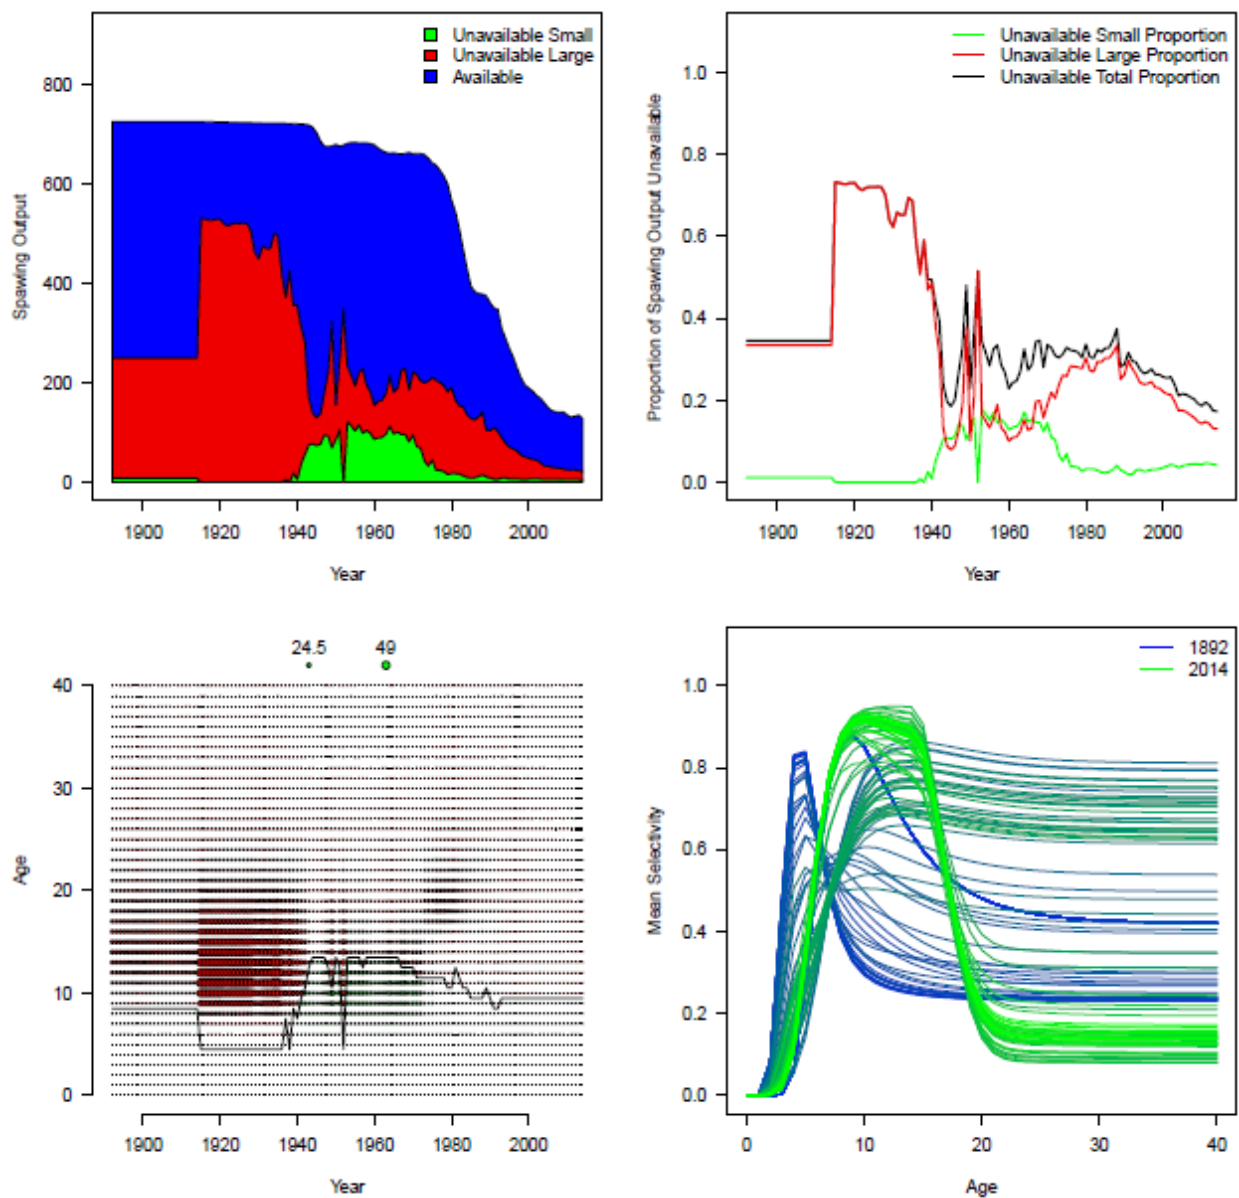 Unavailable Small
Unavailable Large
Available
800
600
400
200
0
Spawing Output
1900 1920 1940 1960 1980 2000
Year
Unavailable Small Proportion
Unavailable Large Proportion
Unavailable Total Proportion
1.0
0.8
0.6
0.4
0.2
0.0
Proportion of Spawing Output Unavailable
1900 1920 1940 1960 1980 2000
Year
24.5 49
40
30
20
10
0
Age
1900 1920 1940 1960 1980 2000
Year
1892
2014
1.0
0.8
0.6
0.4
0.2
0.0
Mean Selectivity
0 10 20 30 40
Age